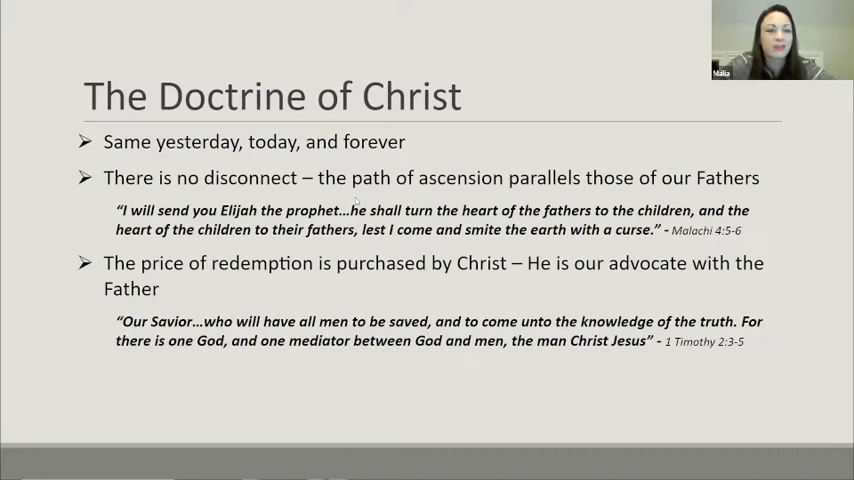 Malia
The Doctrine of Christ
➢ Same yesterday, today, and forever
➢ There is no disconnect – the path of ascension parallels those of our Fathers
“I will send you Elijah the prophet…he shall turn the heart of the fathers to the children, and the
heart of the children to their fathers, lest I come and smite the earth with a curse.” - Malachi 4:5-6
➢ The price of redemption is purchased by Christ – He is our advocate with the
Father
“Our Savior…who will have all men to be saved, and to come unto the knowledge of the truth. For
there is one God, and one mediator between God and men, the man Christ Jesus” - 1 Timothy 2:3-5